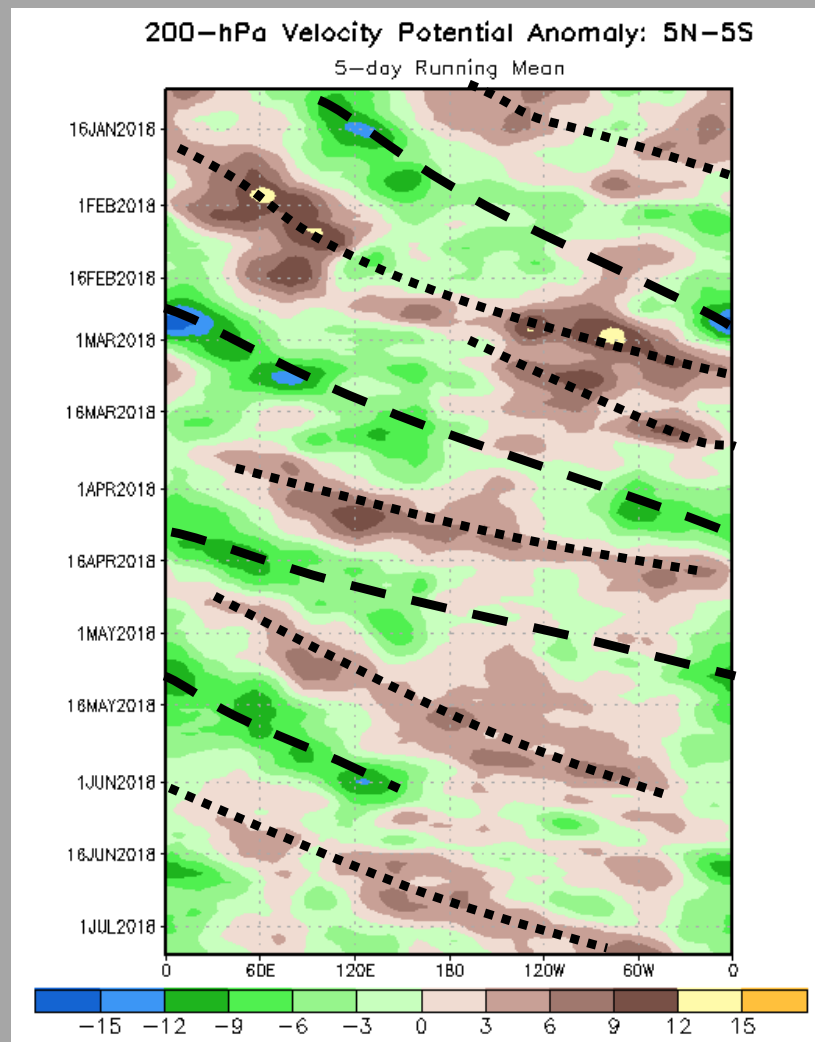 200-hPa Velocity Potential Anomaly: 5N-5S
5-day Running Mean
16JAN2018
1FEB2018
16FEB2018
1MAR2018
16MAR2018
1APR2018
16APR2018
1MAY2018
16MAY2018
1JUN2018
16JUN2018
1JUL2018
0 60E 120E 180 120W 60W 0
-15 -12 -9 -6 -3 0 3 6 9 12 15